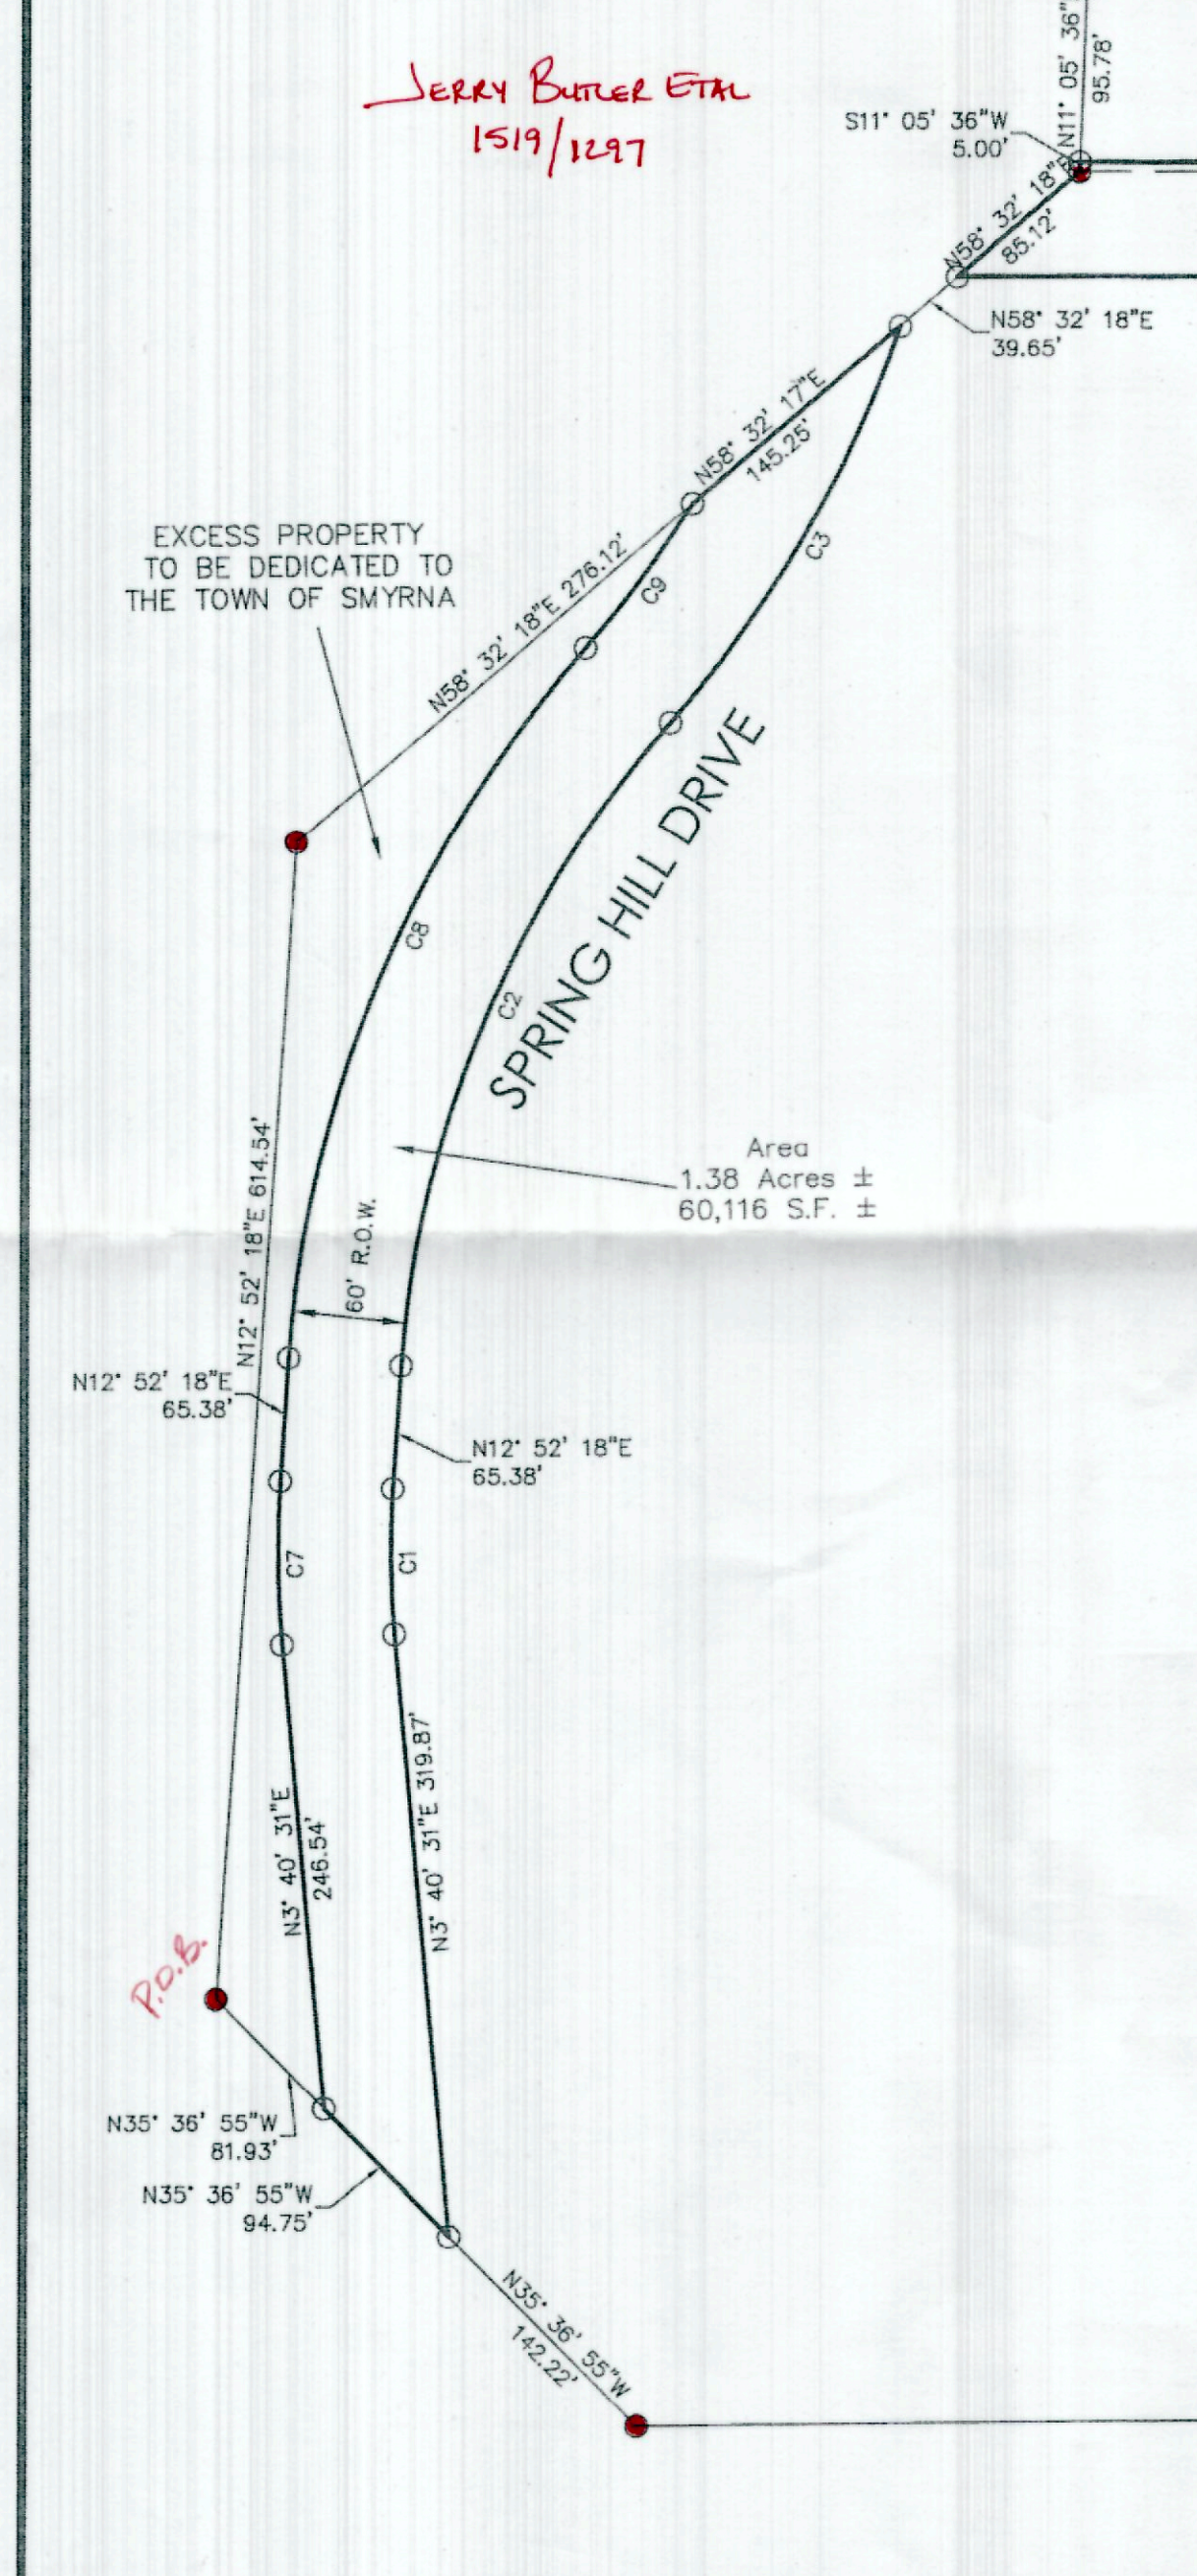 JERRY BUTLER ETAL
1519/1297
N11° 05' 36"
95.78'
S11° 05' 36"W
5.00'
N58° 32' 18"E
85.12'
N58° 32' 18"E
39.65'
N58° 32' 17"E
145.25'
C3
EXCESS PROPERTY
TO BE DEDICATED TO
THE TOWN OF SMYRNA
N58° 32' 18"E 276.12'
C9
SPRING HILL DRIVE
C8
C2
Area
1.38 Acres ±
60,116 S.F. ±
N12° 52' 18"E 614.54'
60' R.O.W.
N12° 52' 18"E
65.38'
N12° 52' 18"E
65.38'
C7
C1
N3° 40' 31"E
246.54'
N3° 40' 31"E 319.87'
P.O.B.
N35° 36' 55"W
81.93'
N35° 36' 55"W
94.75'
N35° 36' 55"W
142.22'